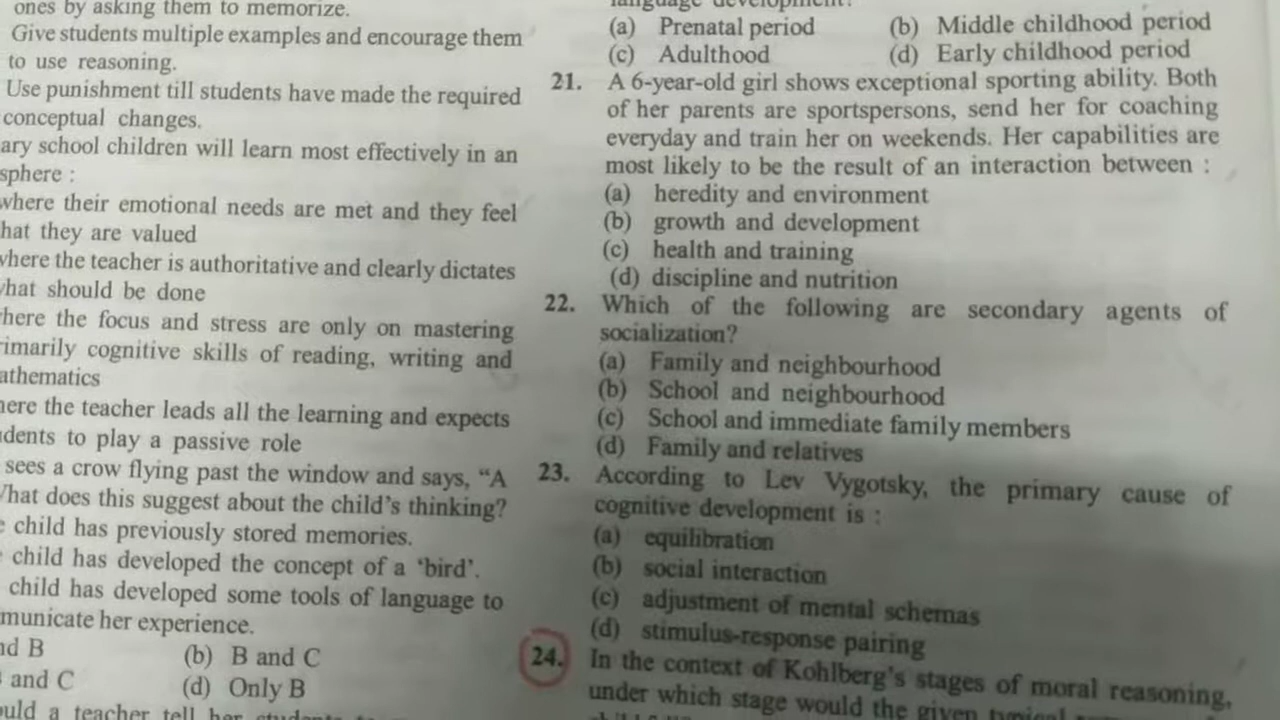 ones by asking them to memorize.
Give students multiple examples and encourage them
to use reasoning.
Use punishment till students have made the required
conceptual changes.
ary school children will learn most effectively in an
sphere :
where their emotional needs are met and they feel
hat they are valued
where the teacher is authoritative and clearly dictates
what should be done
here the focus and stress are only on mastering
rimarily cognitive skills of reading, writing and
athematics
here the teacher leads all the learning and expects
udents to play a passive role
sees a crow flying past the window and says, “A
What does this suggest about the child’s thinking?
e child has previously stored memories.
child has developed the concept of a ‘bird’.
child has developed some tools of language to
municate her experience.
nd B (b) B and C
and C (d) Only B
ould a teacher tell her
language development?
(a) Prenatal period (b) Middle childhood period
(c) Adulthood (d) Early childhood period
21. A 6-year-old girl shows exceptional sporting ability. Both
of her parents are sportspersons, send her for coaching
everyday and train her on weekends. Her capabilities are
most likely to be the result of an interaction between :
(a) heredity and environment
(b) growth and development
(c) health and training
(d) discipline and nutrition
22. Which of the following are secondary agents of
socialization?
(a) Family and neighbourhood
(b) School and neighbourhood
(c) School and immediate family members
(d) Family and relatives
23. According to Lev Vygotsky, the primary cause of
cognitive development is :
(a) equilibration
(b) social interaction
(c) adjustment of mental schemas
(d) stimulus-response pairing
24. In the context of Kohlberg’s stages of moral reasoning,
under which stage would the given typical